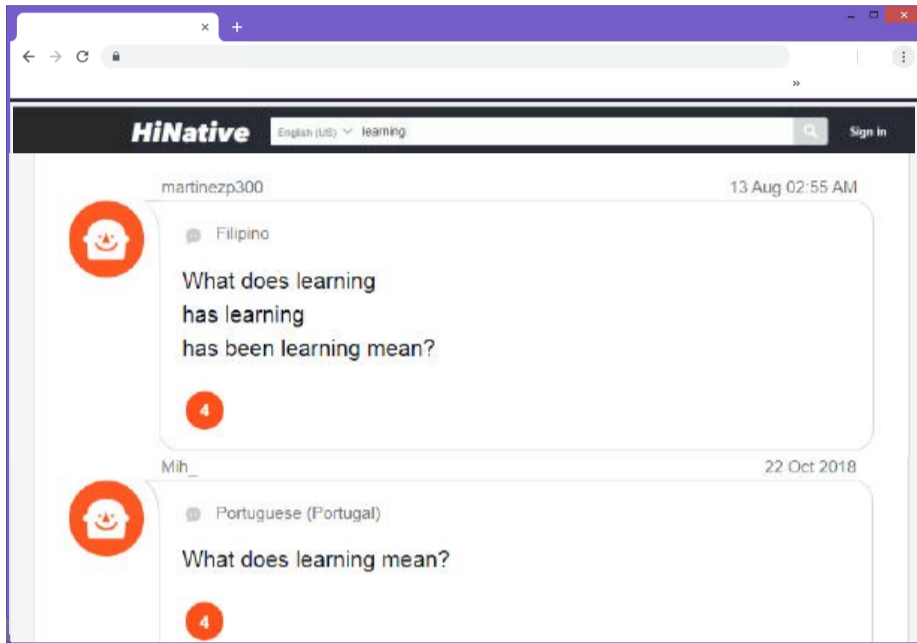 HiNative English (US) learning Sign in
martinezp300 13 Aug 02:55 AM
Filipino
What does learning
has learning
has been learning mean?
4
Mih_ 22 Oct 2018
Portuguese (Portugal)
What does learning mean?
4